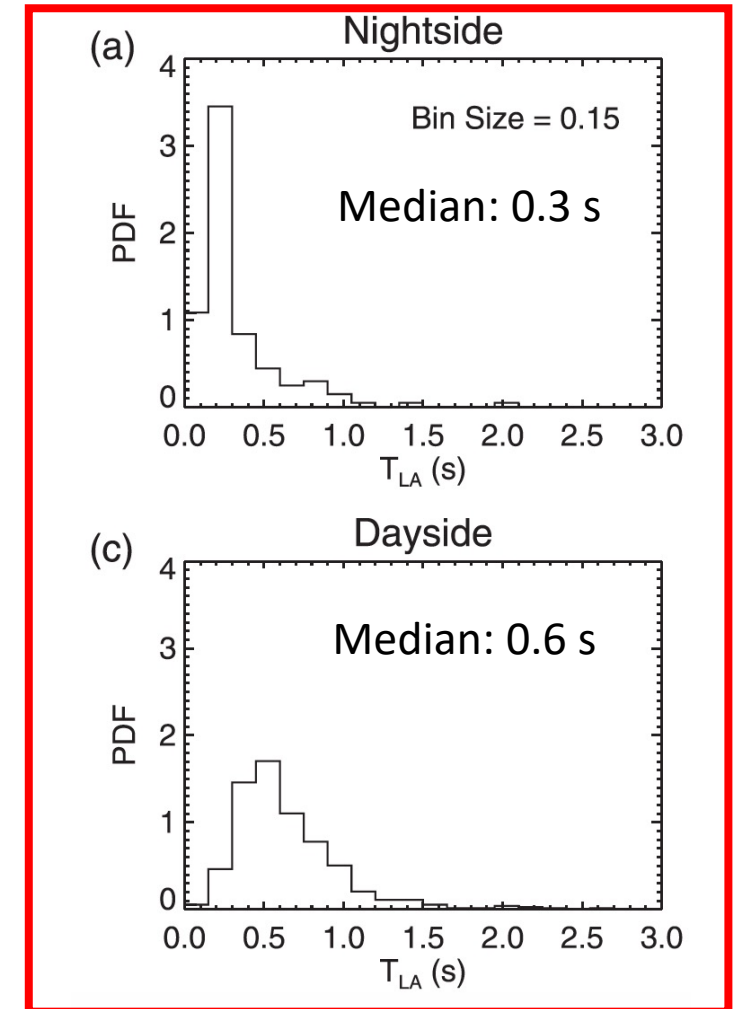 (a)
Nightside
4
Bin Size = 0.15
3
Median: 0.3 s
PDF
2
1
0
0.0 0.5 1.0 1.5 2.0 2.5 3.0
T_LA (s)
(c)
Dayside
4
Median: 0.6 s
3
PDF
2
1
0
0.0 0.5 1.0 1.5 2.0 2.5 3.0
T_LA (s)